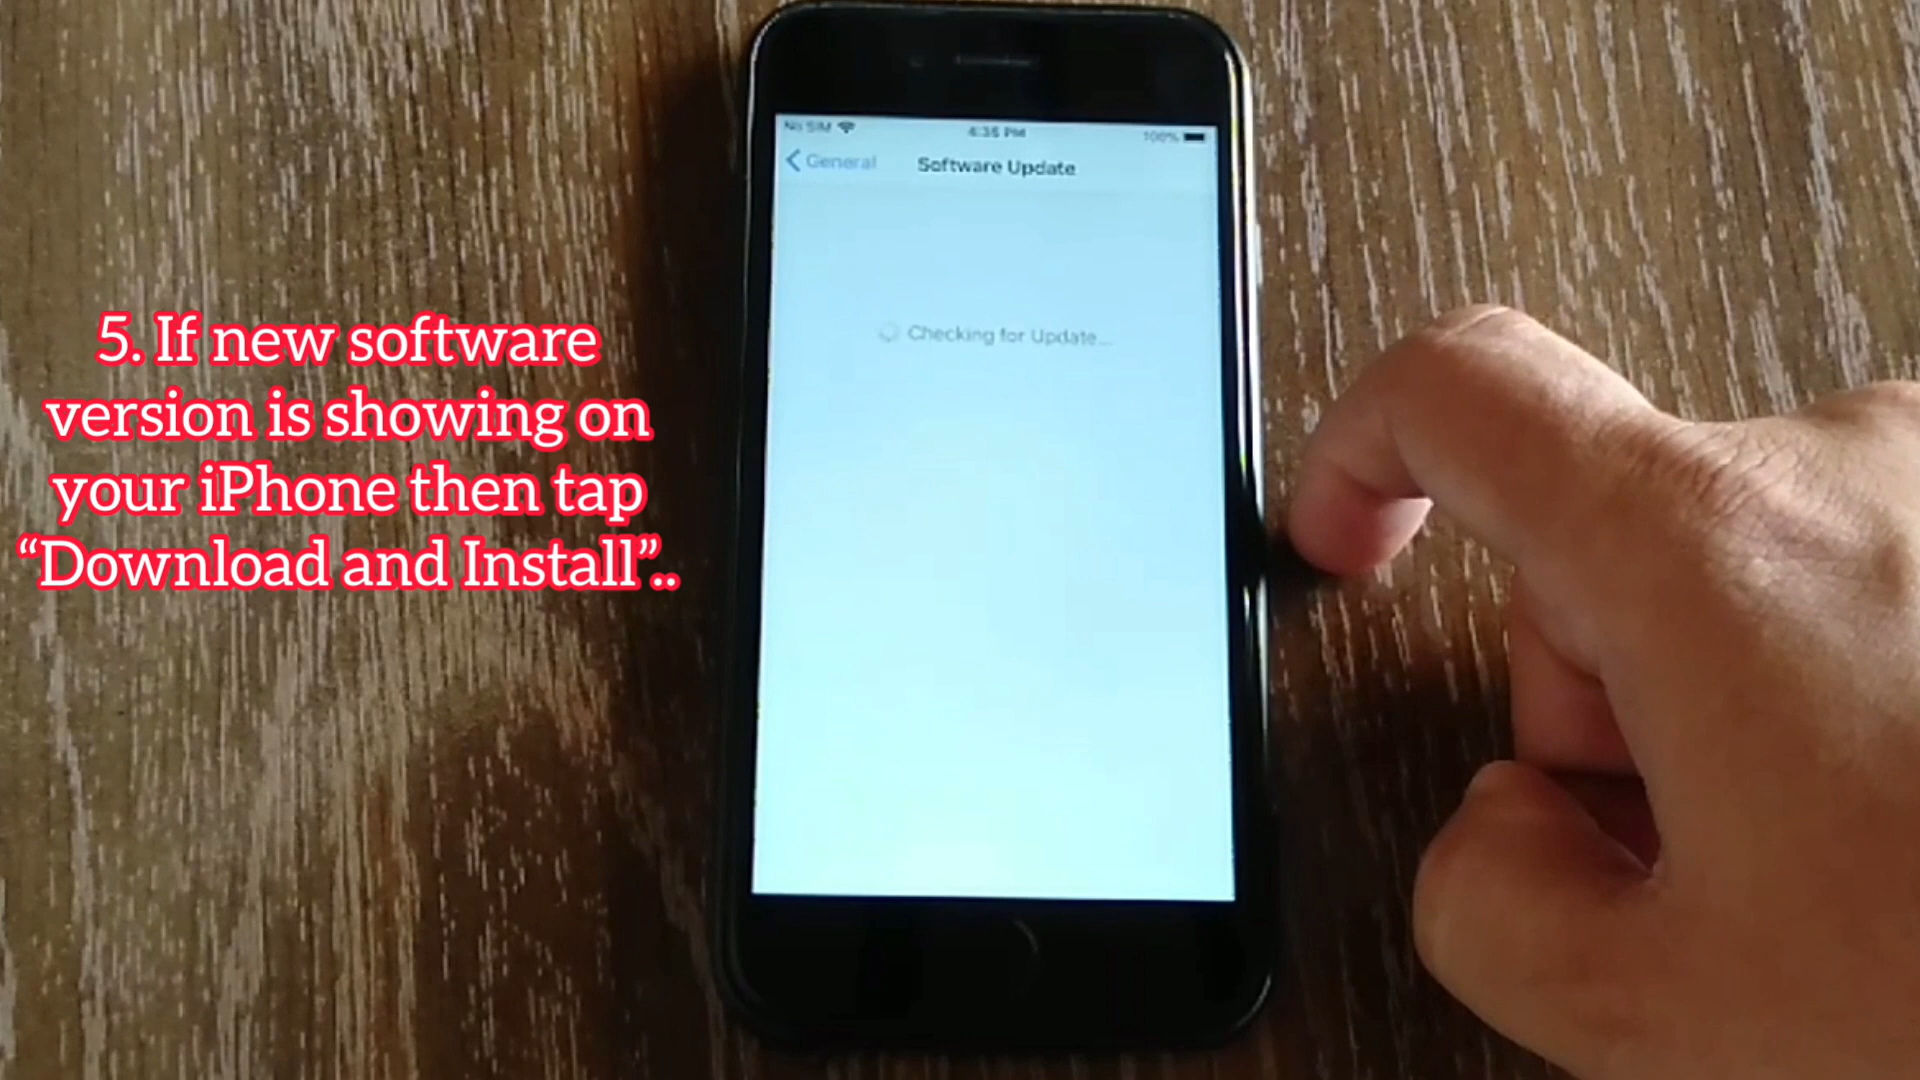 No SIM 4:35 PM 100%
General Software Update
Checking for Update...
5. If new software
version is showing on
your iPhone then tap
“Download and Install”..